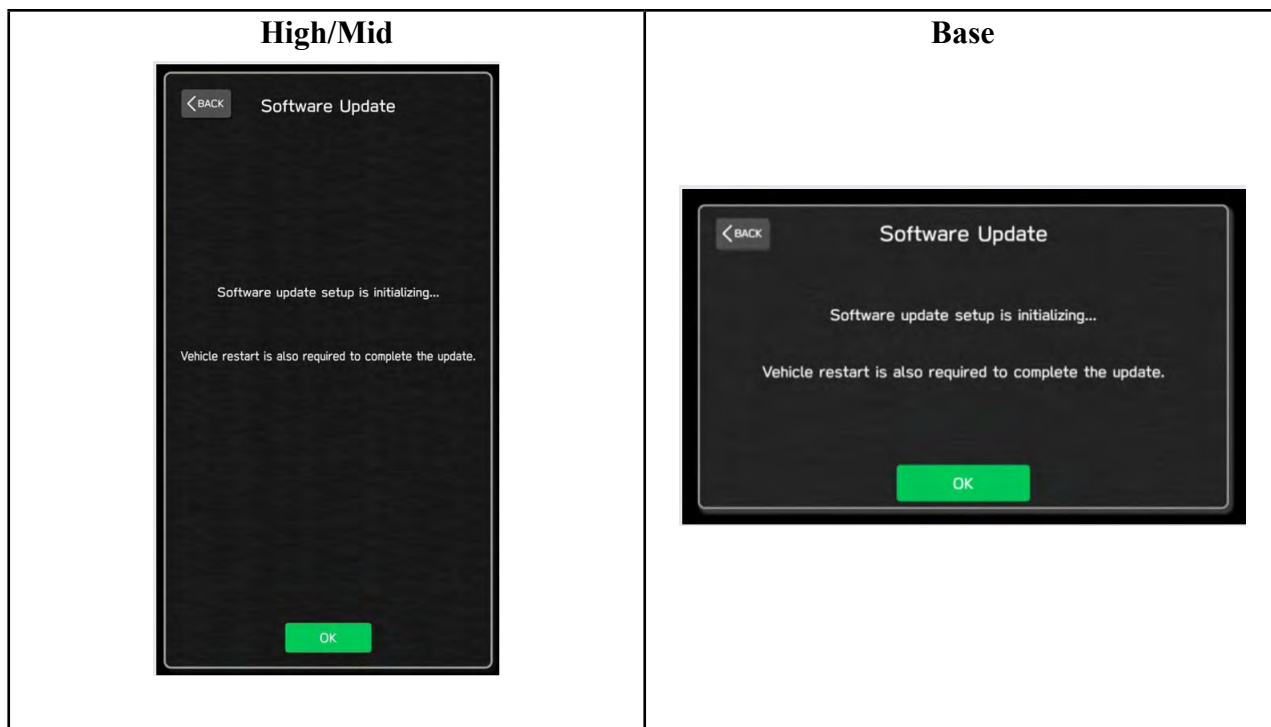 High/Mid
BACK Software Update
Software update setup is initializing...
Vehicle restart is also required to complete the update.
OK
Base
BACK Software Update
Software update setup is initializing...
Vehicle restart is also required to complete the update.
OK